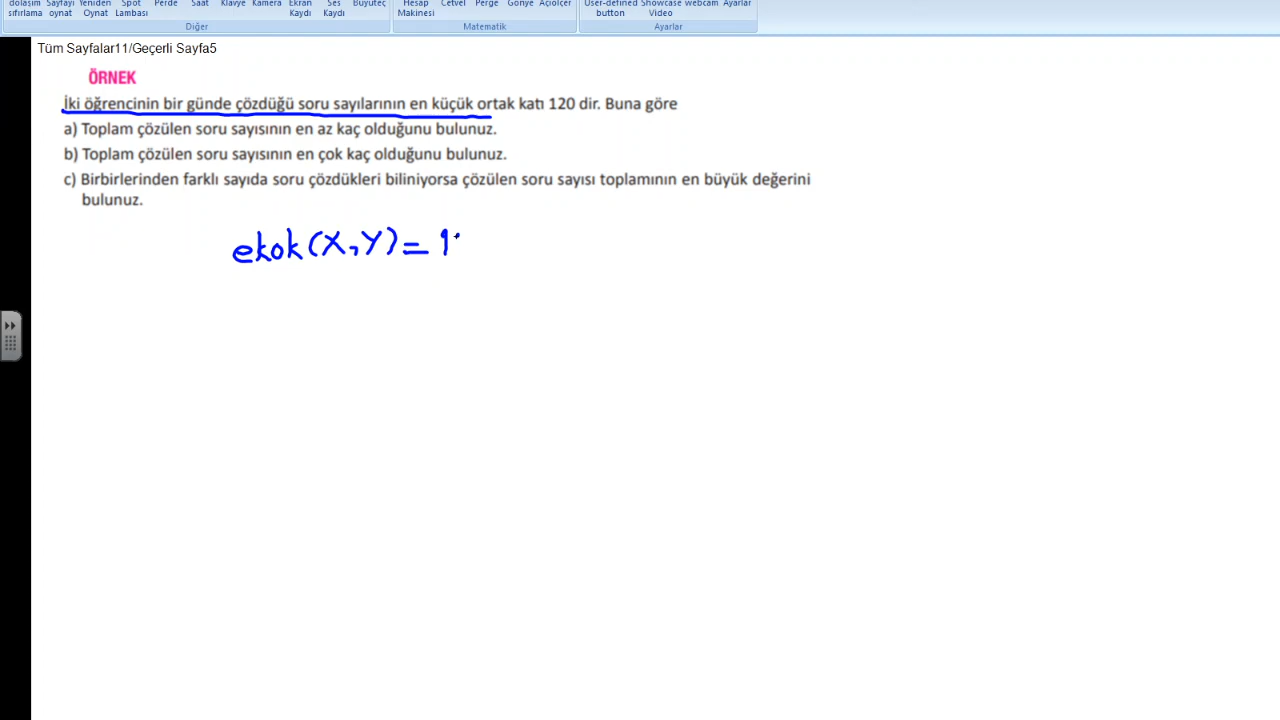 dolaşım Sayfayı Yeniden Spot Perde Saat Klavye Kamera Ekran Ses Büyüteç Hesap Cetvel Perge Gönye Açıölçer User-defined Showcase webcam Ayarlar
sıfırlama oynat Oynat Lambası Kaydı Kaydı Makinesi button Video
Diğer Matematik Ayarlar
Tüm Sayfalar11/Geçerli Sayfa5
ÖRNEK
İki öğrencinin bir günde çözdüğü soru sayılarının en küçük ortak katı 120 dir. Buna göre
a) Toplam çözülen soru sayısının en az kaç olduğunu bulunuz.
b) Toplam çözülen soru sayısının en çok kaç olduğunu bulunuz.
c) Birbirlerinden farklı sayıda soru çözdükleri biliniyorsa çözülen soru sayısı toplamının en büyük değerini
bulunuz.
ekok(X,Y)=1